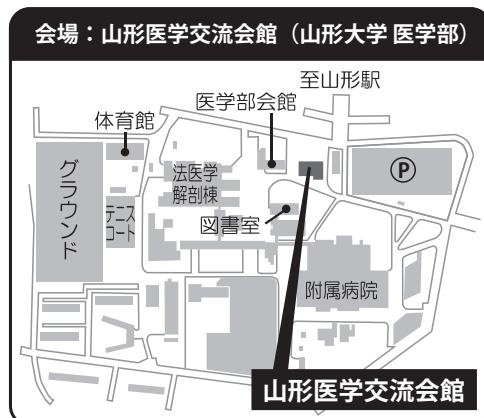 会場：山形医学交流会館（山形大学 医学部）
至山形駅
医学部会館
体育館
法医学
解剖棟
P
グラウンド
テニス
コート
図書室
附属病院
山形医学交流会館